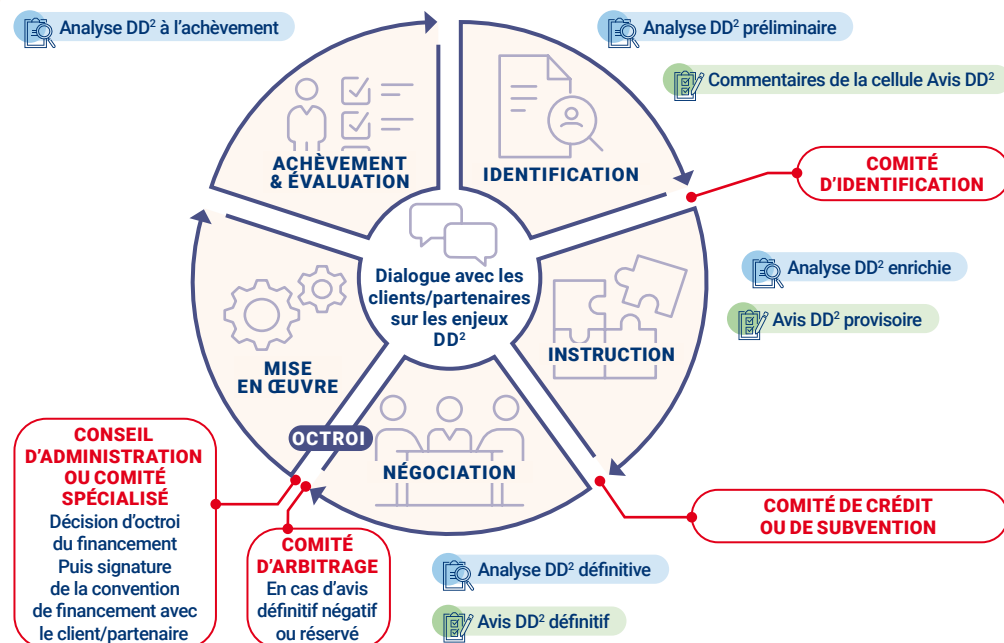 Analyse DD² à l’achèvement
Analyse DD² préliminaire
Commentaires de la cellule Avis DD²
ACHÈVEMENT
& ÉVALUATION
IDENTIFICATION
COMITÉ
D’IDENTIFICATION
Dialogue avec les
clients/partenaires
sur les enjeux
DD²
Analyse DD² enrichie
Avis DD² provisoire
INSTRUCTION
MISE
EN ŒUVRE
OCTROI
NÉGOCIATION
CONSEIL
D’ADMINISTRATION
OU COMITÉ
SPÉCIALISÉ
Décision d’octroi
du financement
Puis signature
de la convention
de financement avec
le client/partenaire
COMITÉ
D’ARBITRAGE
En cas d’avis
définitif négatif
ou réservé
COMITÉ DE CRÉDIT
OU DE SUBVENTION
Analyse DD² définitive
Avis DD² définitif